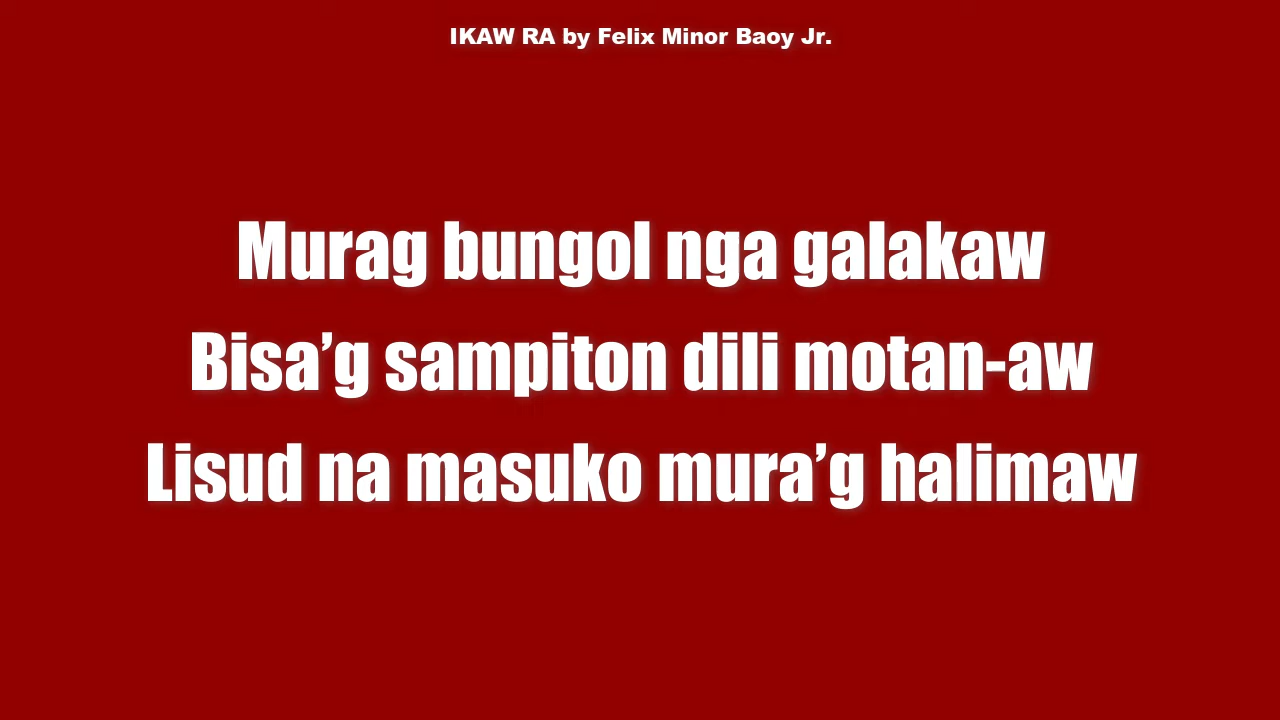 IKAW RA by Felix Minor Baoy Jr.
Murag bungol nga galakaw
Bisa’g sampiton dili motan-aw
Lisud na masuko mura’g halimaw